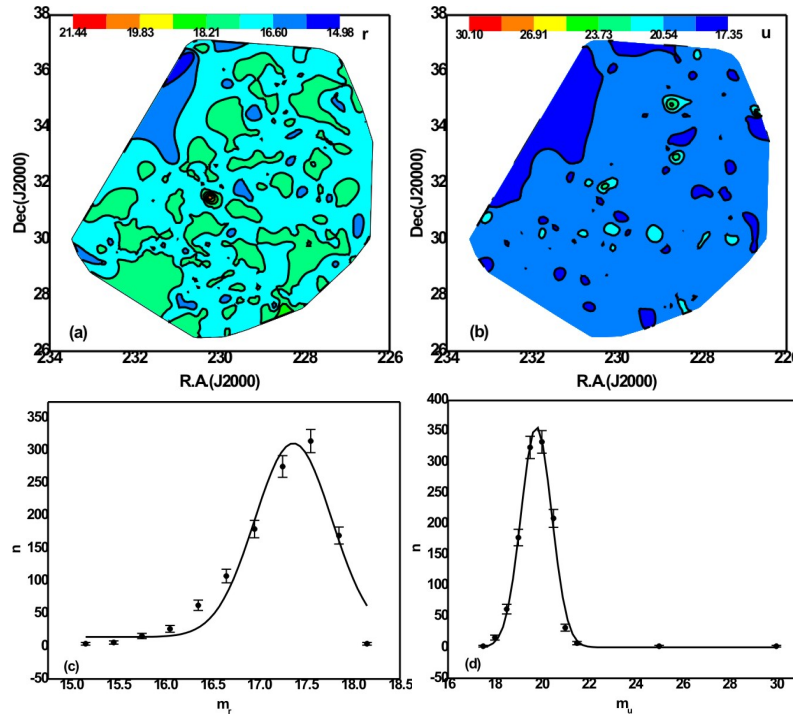 21.44 19.83 18.21 16.60 14.98 r
38
36
34
32
30
28
26
Dec(J2000)
(a)
234 232 230 228 226
R.A.(J2000)
30.10 26.91 23.73 20.54 17.35 u
38
36
34
32
30
28
26
Dec(J20000)
(b)
234 232 230 228 226
R.A.(J2000)
350
300
250
200
150
100
50
0
-50
n
(c)
15.0 15.5 16.0 16.5 17.0 17.5 18.0 18.5
m_r
400
350
300
250
200
150
100
50
0
-50
n
(d)
16 18 20 22 24 26 28 30
m_u